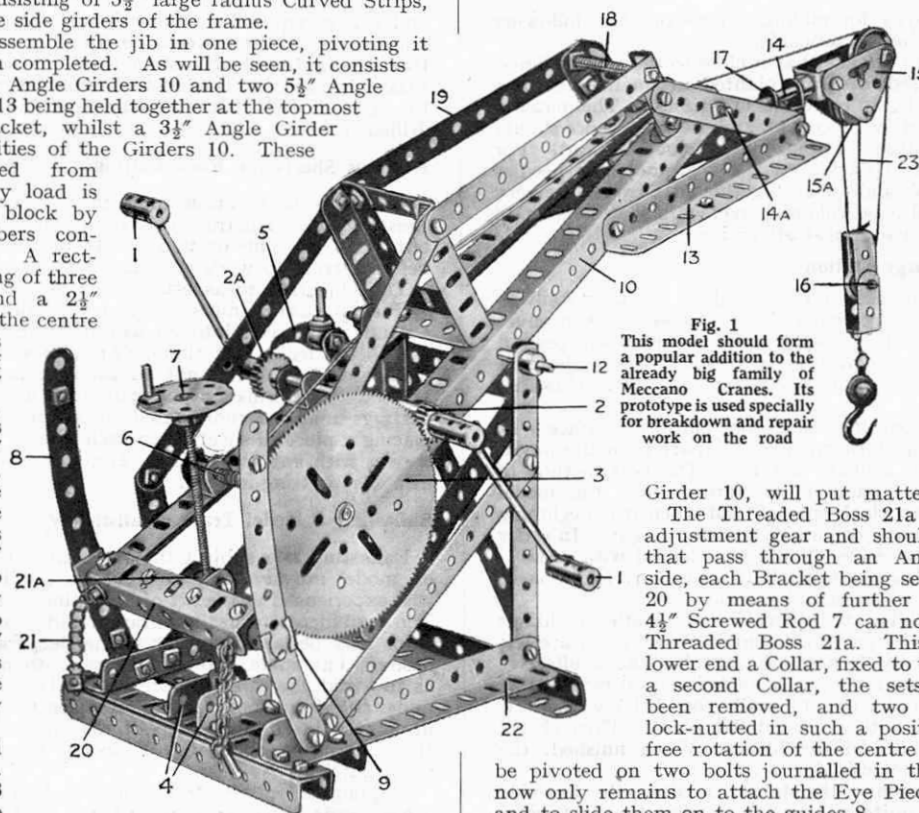 nsisting of 5½″ large radius Curved Strips,
e side girders of the frame.
ssemble the jib in one piece, pivoting it
completed. As will be seen, it consists
Angle Girders 10 and two 5½″ Angle
13 being held together at the topmost
cket, whilst a 3½″ Angle Girder
ities of the Girders 10. These
ed from
y load is
block by
bers con-
A rect-
ng of three
nd a 2½″
the centre
18
17
14
15
19
15A
23
14A
13
1
5
2A
10
16
7
12
2
6
3
8
1
21A
21
20
4
9
22
Fig. 1
This model should form
a popular addition to the
already big family of
Meccano Cranes. Its
prototype is used specially
for breakdown and repair
work on the road
Girder 10, will put matte
The Threaded Boss 21a
adjustment gear and shoul
that pass through an An
side, each Bracket being se
20 by means of further
4½″ Screwed Rod 7 can no
Threaded Boss 21a. Thi
lower end a Collar, fixed to
a second Collar, the sets
been removed, and two
lock-nutted in such a posi
free rotation of the centre
be pivoted on two bolts journalled in th
now only remains to attach the Eye Piec
and to slide them on to the guides 8